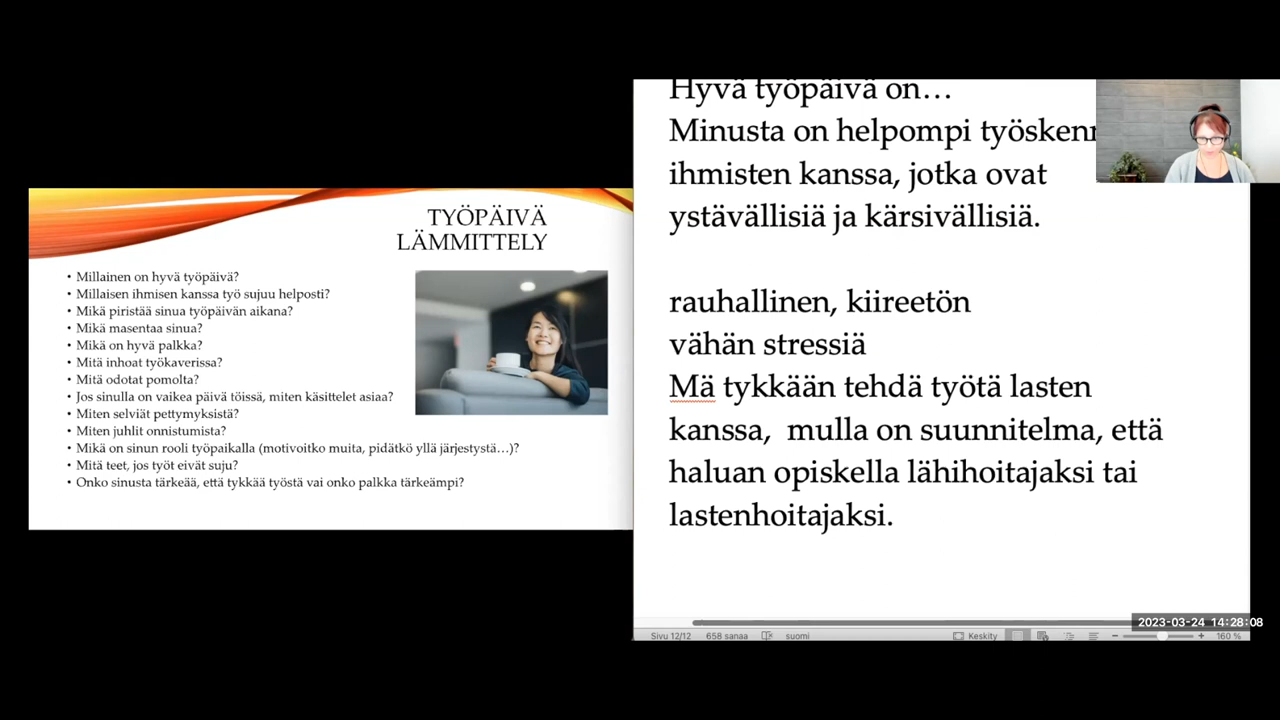 TYÖPÄIVÄ
LÄMMITTELY
• Millainen on hyvä työpäivä?
• Millaisen ihmisen kanssa työ sujuu helposti?
• Mikä piristää sinua työpäivän aikana?
• Mikä masentaa sinua?
• Mikä on hyvä palkka?
• Mitä inhoat työkaverissa?
• Mitä odotat pomolta?
• Jos sinulla on vaikea päivä töissä, miten käsittelet asiaa?
• Miten selviät pettymyksistä?
• Miten juhlit onnistumista?
• Mikä on sinun rooli työpaikalla (motivoitko muita, pidätkö yllä järjestystä…)?
• Mitä teet, jos työt eivät suju?
• Onko sinusta tärkeää, että tykkää työstä vai onko palkka tärkeämpi?
Hyvä työpäivä on…
Minusta on helpompi
ihmisten kanssa, jotka ovat
ystävällisiä ja kärsivällisiä.
rauhallinen, kiireetön
vähän stressiä
Mä tykkään tehdä työtä lasten
kanssa, mulla on suunnitelma, että
haluan opiskella lähihoitajaksi tai
lastenhoitajaksi.
2023-03-24 14:28:08
Sivu 12/12 658 sanaa suomi Keskity 160 %